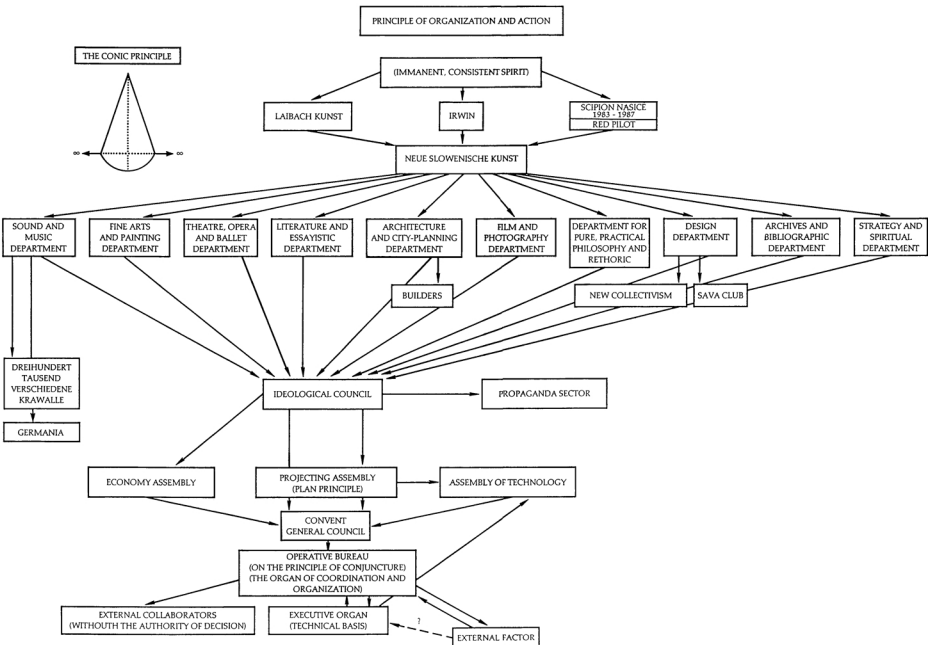 PRINCIPLE OF ORGANIZATION AND ACTION
THE CONIC PRINCIPLE
∞
∞
(IMMANENT, CONSISTENT SPIRIT)
LAIBACH KUNST
IRWIN
SCIPION NASICE
1983 - 1987
RED PILOT
NEUE SLOWENISCHE KUNST
SOUND AND
MUSIC
DEPARTMENT
FINE ARTS
AND PAINTING
DEPARTMENT
THEATRE, OPERA
AND BALLET
DEPARTMENT
LITERATURE AND
ESSAYISTIC
DEPARTMENT
ARCHITECTURE
AND CITY-PLANNING
DEPARTMENT
FILM AND
PHOTOGRAPHY
DEPARTMENT
DEPARTMENT FOR
PURE, PRACTICAL
PHILOSOPHY AND
RETHORIC
DESIGN
DEPARTMENT
ARCHIVES AND
BIBLIOGRAPHIC
DEPARTMENT
STRATEGY AND
SPIRITUAL
DEPARTMENT
BUILDERS
NEW COLLECTIVISM
SAVA CLUB
DREIHUNDERT
TAUSEND
VERSCHIEDENE
KRAWALLE
GERMANIA
IDEOLOGICAL COUNCIL
PROPAGANDA SECTOR
ECONOMY ASSEMBLY
PROJECTING ASSEMBLY
(PLAN PRINCIPLE)
ASSEMBLY OF TECHNOLOGY
CONVENT
GENERAL COUNCIL
OPERATIVE BUREAU
(ON THE PRINCIPLE OF CONJUNCTURE)
(THE ORGAN OF COORDINATION AND
ORGANIZATION)
EXTERNAL COLLABORATORS
(WITHOUTH THE AUTHORITY OF DECISION)
EXECUTIVE ORGAN
(TECHNICAL BASIS)
?
EXTERNAL FACTOR